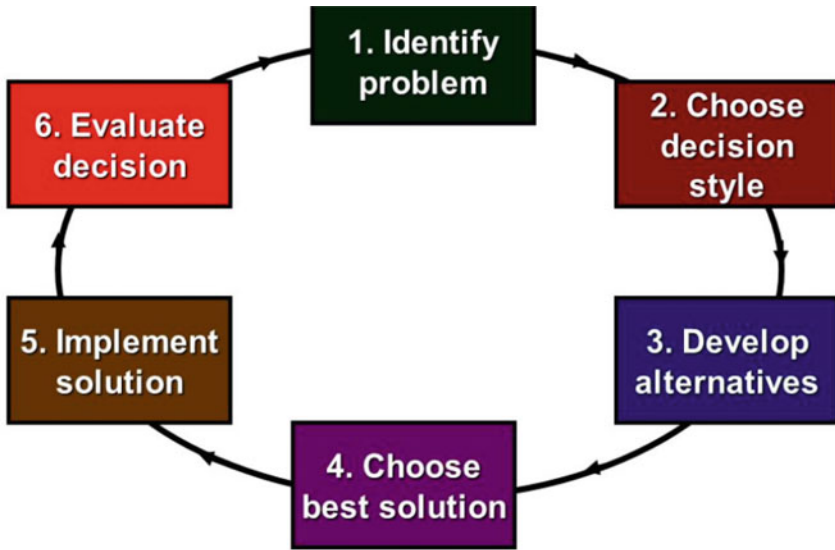 1. Identify
problem
2. Choose
decision
style
3. Develop
alternatives
4. Choose
best solution
5. Implement
solution
6. Evaluate
decision